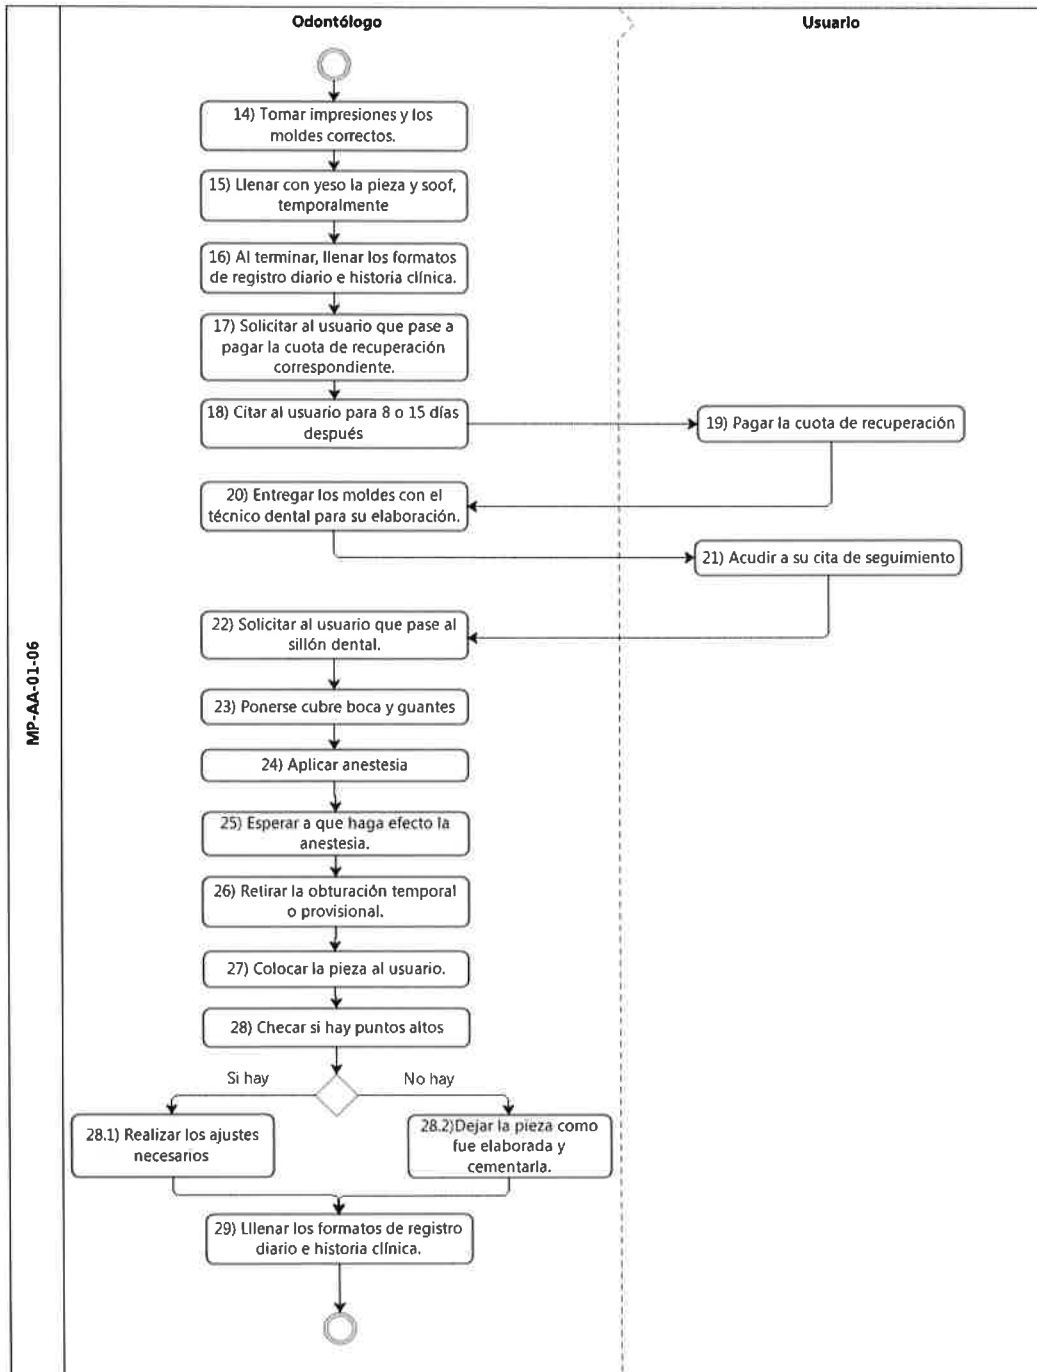 Odontólogo
Usuario
14) Tomar impresiones y los
moldes correctos.
15) Llenar con yeso la pieza y soof,
temporalmente
16) Al terminar, llenar los formatos
de registro diario e historia clínica.
17) Solicitar al usuario que pase a
pagar la cuota de recuperación
correspondiente.
18) Citar al usuario para 8 o 15 días
después
19) Pagar la cuota de recuperación
20) Entregar los moldes con el
técnico dental para su elaboración.
21) Acudir a su cita de seguimiento
22) Solicitar al usuario que pase al
sillón dental.
MP-AA-01-06
23) Ponerse cubre boca y guantes
24) Aplicar anestesia
25) Esperar a que haga efecto la
anestesia.
26) Retirar la obturación temporal
o provisional.
27) Colocar la pieza al usuario.
28) Checar si hay puntos altos
Si hay
No hay
28.1) Realizar los ajustes
necesarios
28.2)Dejar la pieza como
fue elaborada y
cementarla.
29) Lllenar los formatos de registro
diario e historia clínica.